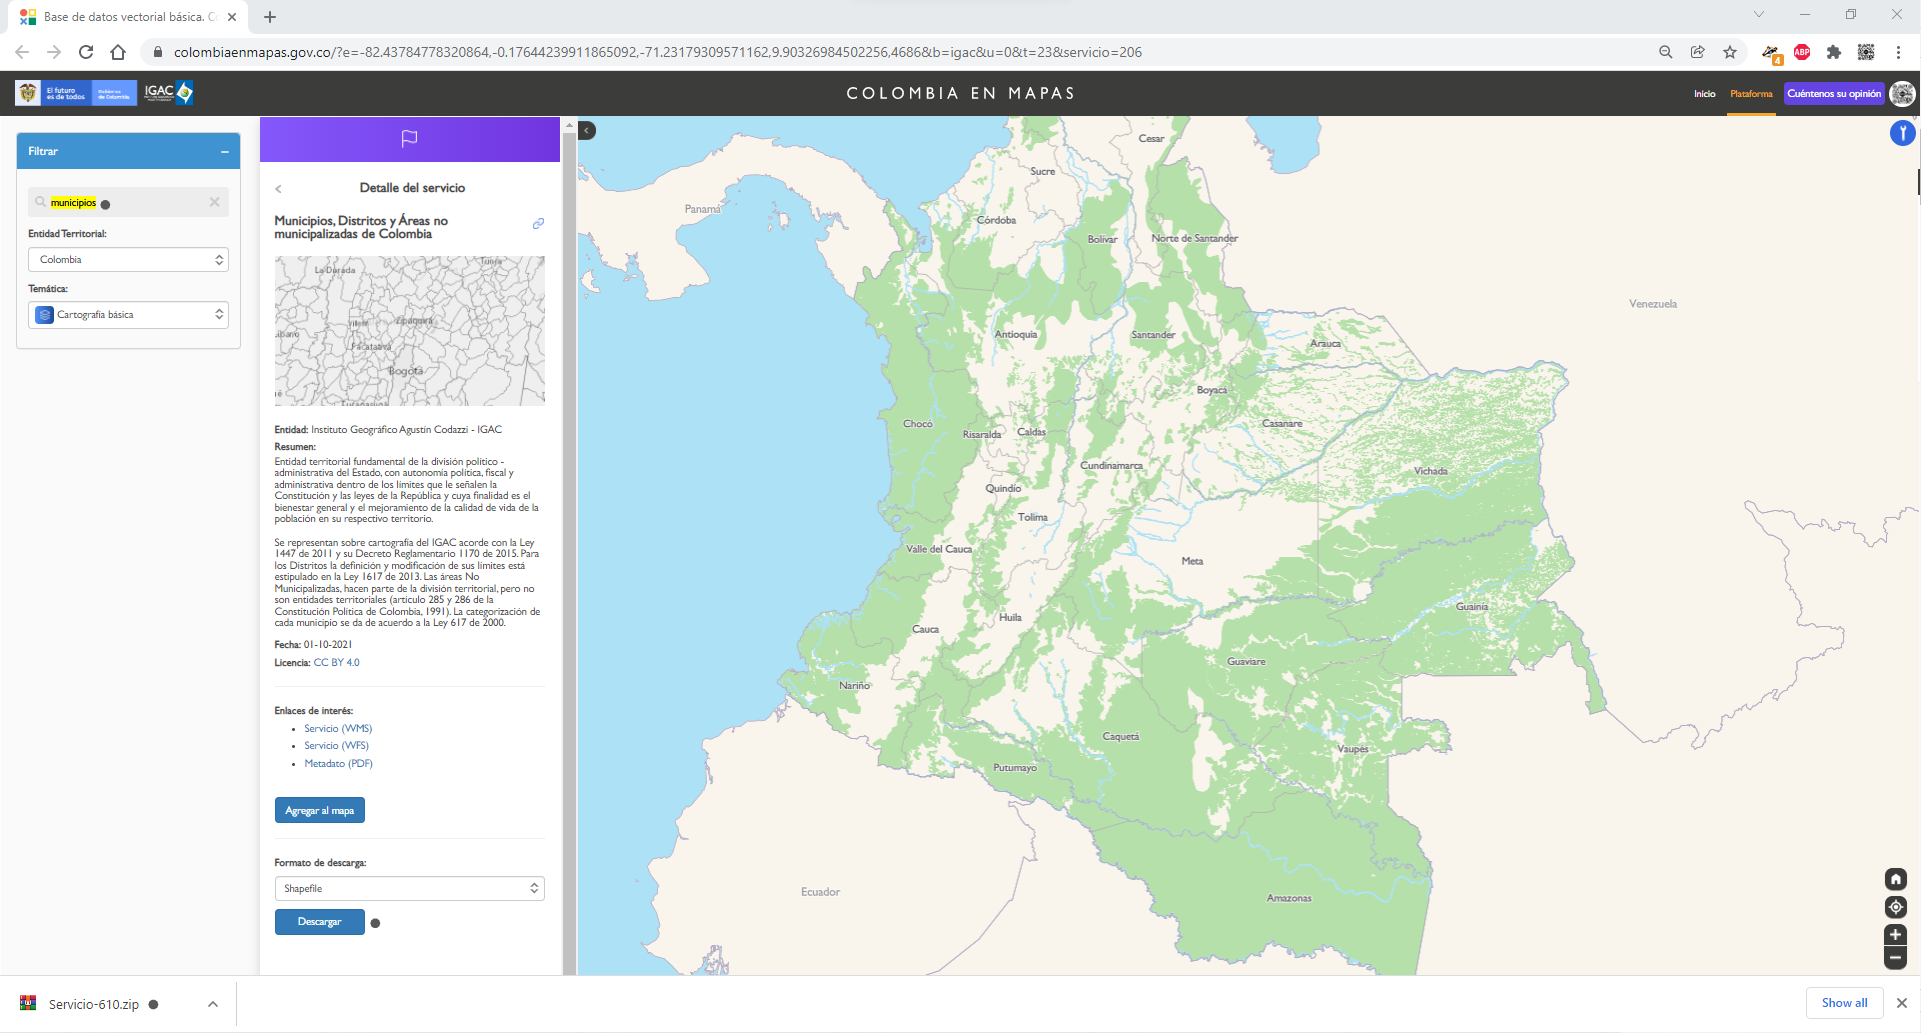 Base de datos vectorial básica. Co
colombiaenmapas.gov.co/?e=-82.43784778320864,-0.17644239911865092,-71.23179309571162,9.90326984502256,4686&b=igac&u=0&t=23&servicio=206
4
ABP
El futuro
es de todos
IGAC
COLOMBIA EN MAPAS
Inicio
Plataforma
Cuéntenos su opinión
Filtrar
municipios
Entidad Territorial:
Colombia
Temática:
Cartografía básica
Detalle del servicio
Municipios, Distritos y Áreas no
municipalizadas de Colombia
La Dorada
Tunja
Villeta
Zipaquirá
Facatativá
Bogotá
Entidad: Instituto Geográfico Agustín Codazzi - IGAC
Resumen:
Entidad territorial fundamental de la división político -
administrativa del Estado, con autonomía política, fiscal y
administrativa dentro de los límites que le señalen la
Constitución y las leyes de la República y cuya finalidad es el
bienestar general y el mejoramiento de la calidad de vida de la
población en su respectivo territorio.
Se representan sobre cartografía del IGAC acorde con la Ley
1447 de 2011 y su Decreto Reglamentario 1170 de 2015. Para
los Distritos la definición y modificación de sus límites está
estipulado en la Ley 1617 de 2013. Las áreas No
Municipalizadas, hacen parte de la división territorial, pero no
son entidades territoriales (artículo 285 y 286 de la
Constitución Política de Colombia, 1991). La categorización de
cada municipio se da de acuerdo a la Ley 617 de 2000.
Fecha: 01-10-2021
Licencia: CC BY 4.0
Enlaces de interés:
Servicio (WMS)
Servicio (WFS)
Metadato (PDF)
Agregar al mapa
Formato de descarga:
Shapefile
Descargar
Cesar
Sucre
Panamá
Córdoba
Bolívar
Norte de Santander
Venezuela
Antioquia
Santander
Arauca
Boyacá
Chocó
Casanare
Risaralda
Caldas
Cundinamarca
Vichada
Quindío
Tolima
Valle del Cauca
Meta
Guainía
Huila
Cauca
Guaviare
Nariño
Caquetá
Vaupés
Putumayo
Ecuador
Amazonas
Servicio-610.zip
Show all